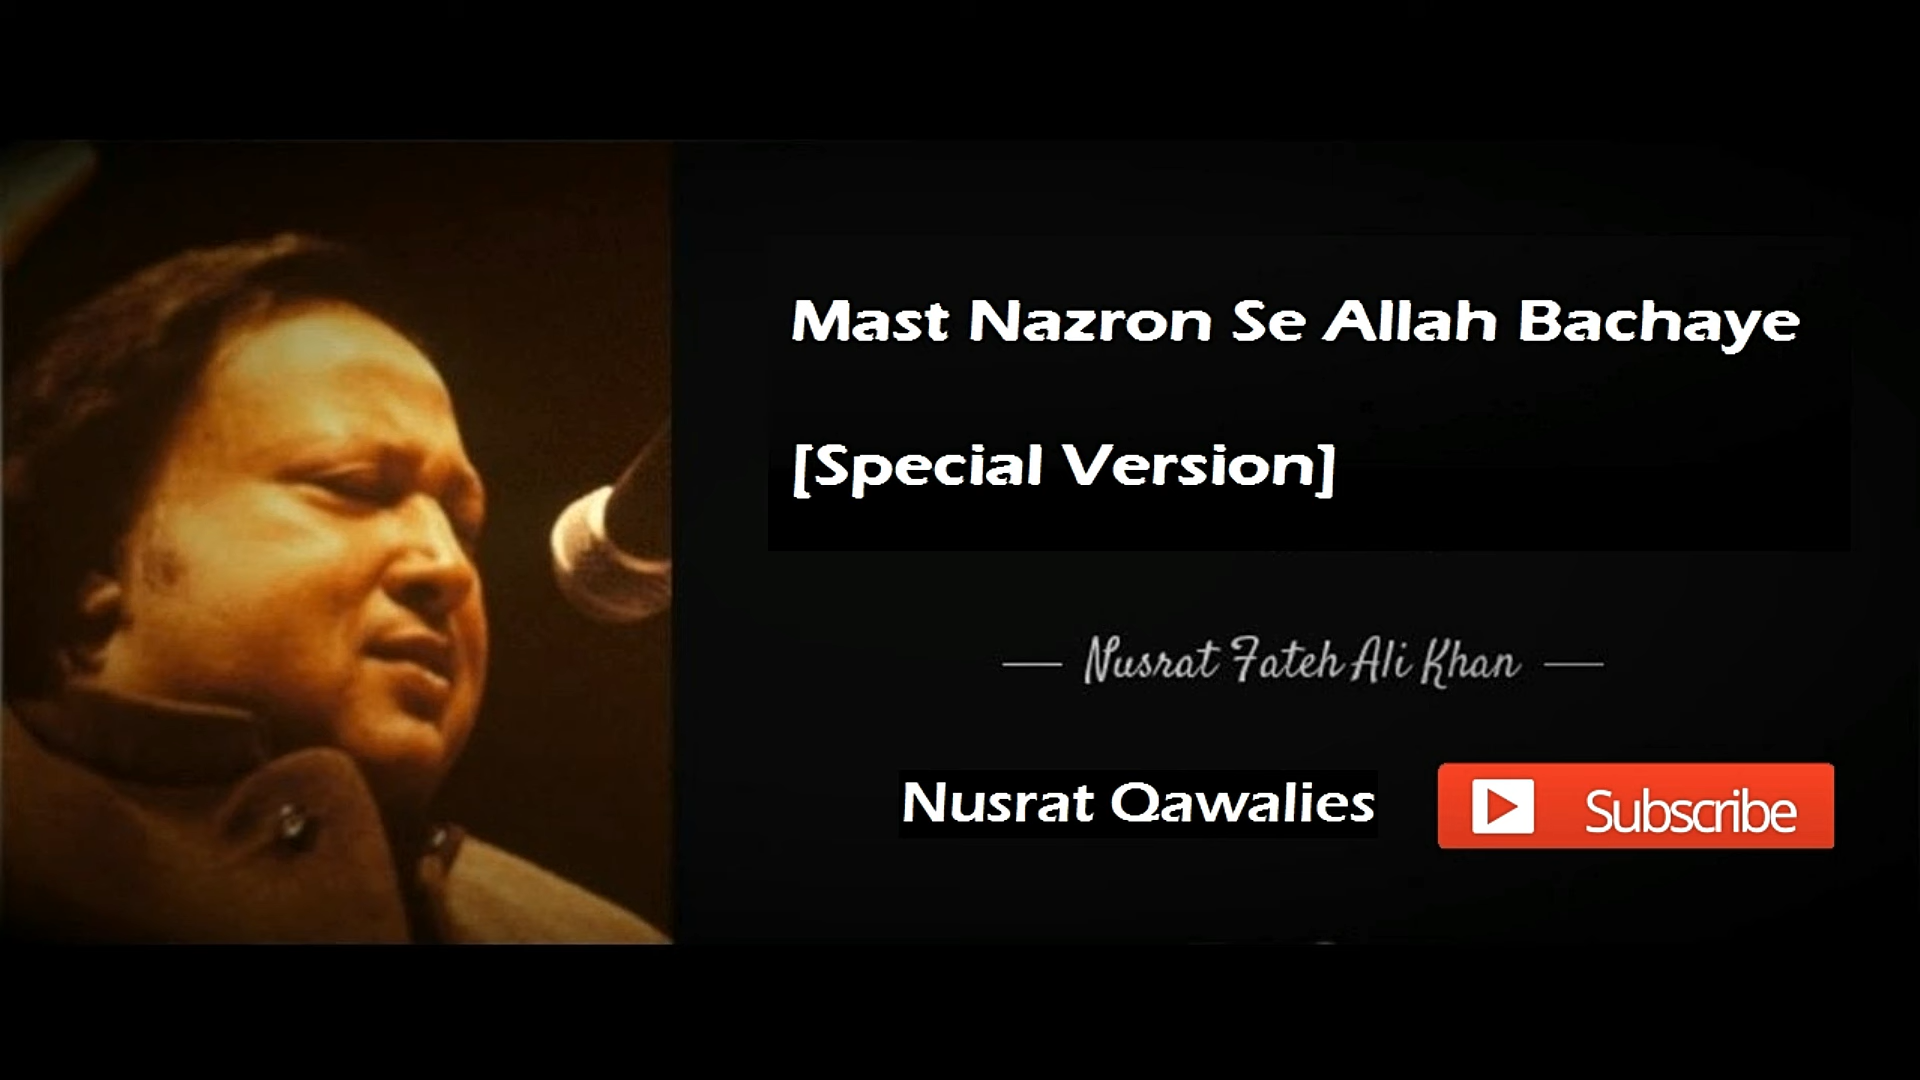 Mast Nazron Se Allah Bachaye
[Special Version]
Nusrat Fateh Ali Khan
Nusrat Qawalies
Subscribe